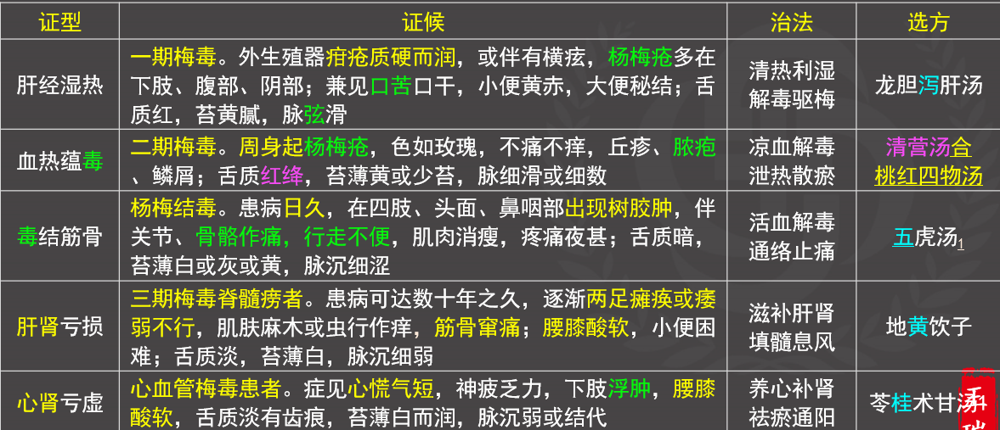 证型 证候 治法 选方
肝经湿热
一期梅毒。外生殖器疳疮质硬而润，或伴有横痃，杨梅疮多在
下肢、腹部、阴部；兼见口苦口干，小便黄赤，大便秘结；舌
质红，苔黄腻，脉弦滑
清热利湿
解毒驱梅
龙胆泻肝汤
血热蕴毒
二期梅毒。周身起杨梅疮，色如玫瑰，不痛不痒，丘疹、脓疱
、鳞屑；舌质红绛，苔薄黄或少苔，脉细滑或细数
凉血解毒
泄热散瘀
清营汤合
桃红四物汤
毒结筋骨
杨梅结毒。患病日久，在四肢、头面、鼻咽部出现树胶肿，伴
关节、骨骼作痛，行走不便，肌肉消瘦，疼痛夜甚；舌质暗，
苔薄白或灰或黄，脉沉细涩
活血解毒
通络止痛
五虎汤1
肝肾亏损
三期梅毒脊髓痨者。患病可达数十年之久，逐渐两足瘫痪或痿
弱不行，肌肤麻木或虫行作痒，筋骨窜痛；腰膝酸软，小便困
难；舌质淡，苔薄白，脉沉细弱
滋补肝肾
填髓息风
地黄饮子
心肾亏虚
心血管梅毒患者。症见心慌气短，神疲乏力，下肢浮肿，腰膝
酸软，舌质淡有齿痕，苔薄白而润，脉沉弱或结代
养心补肾
祛瘀通阳
苓桂术甘汤